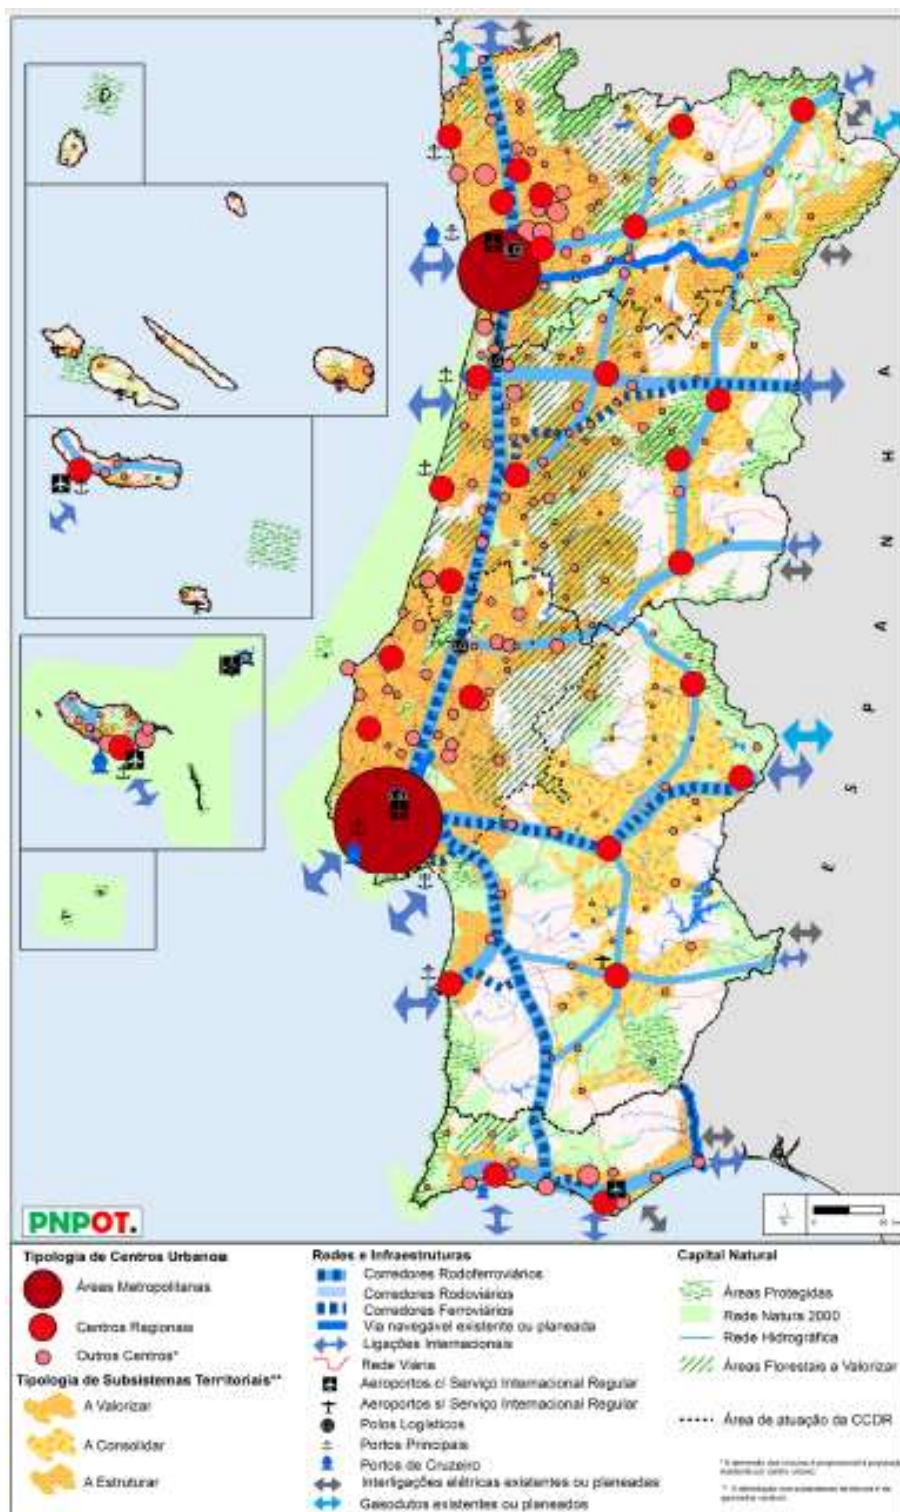 A
H
N
A
P
S
E
PNPOT.
Tipologia de Centros Urbanos
Áreas Metropolitanas
Centros Regionais
Outros Centros*
Tipologia de Subsistemas Territoriais**
A Valorizar
A Consolidar
A Estruturar
Redes e Infraestruturas
Corredores Rodoferroviários
Corredores Rodoviários
Corredores Ferroviários
Via navegável existente ou planeada
Ligações Internacionais
Rede Viária
Aeroportos c/ Serviço Internacional Regular
Aeroportos s/ Serviço Internacional Regular
Polos Logísticos
Portos Principais
Portos de Cruzeiro
Interligações elétricas existentes ou planeadas
Gasodutos existentes ou planeados
Capital Natural
Áreas Protegidas
Rede Natura 2000
Rede Hidrográfica
Áreas Florestais a Valorizar
Área de atuação da CCDR